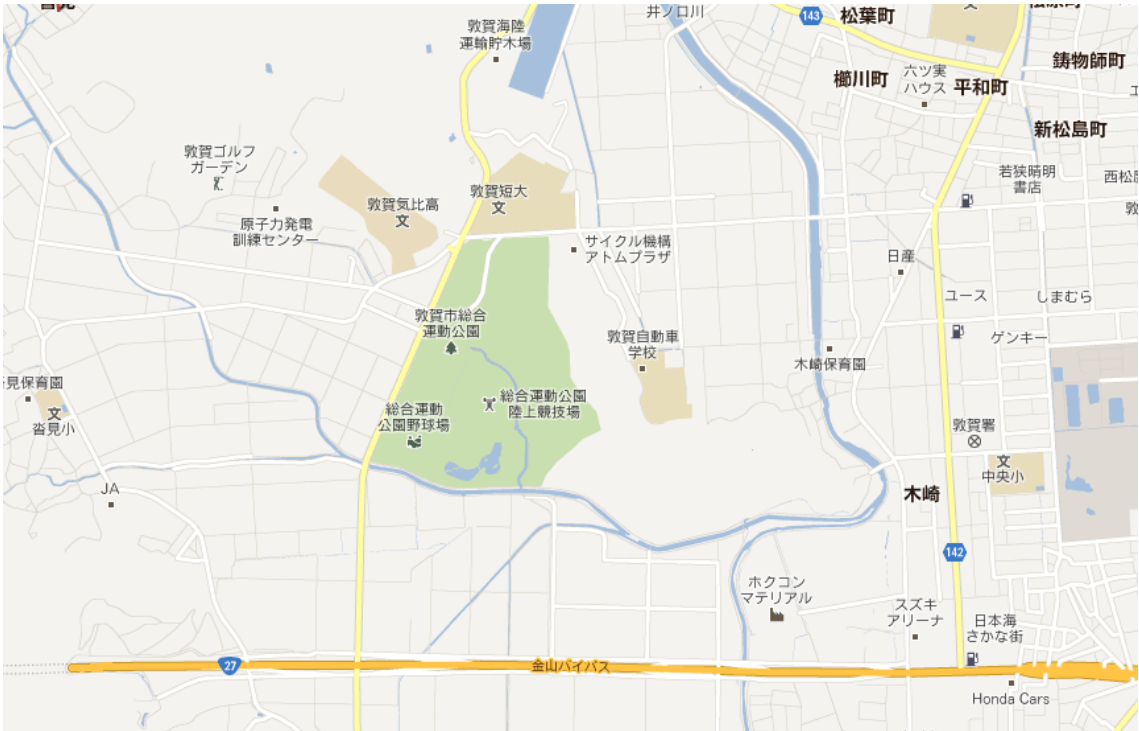 敦賀海陸
運輸貯木場
井ノ口川
143
松葉町
鋳物師町
櫛川町
六ツ実
ハウス
平和町
新松島町
敦賀ゴルフ
ガーデン
若狭晴明
書店
西松屋
敦賀短大
文
敦賀気比高
文
原子力発電
訓練センター
サイクル機構
アトムプラザ
日産
ユース
しまむら
敦賀市総合
運動公園
敦賀自動車
学校
ゲンキー
木崎保育園
見保育園
総合運動公園
陸上競技場
総合運動
公園野球場
文
沓見小
敦賀署
文
中央小
JA
木崎
142
ホクコン
マテリアル
スズキ
アリーナ
日本海
さかな街
27
金山バイパス
Honda Cars